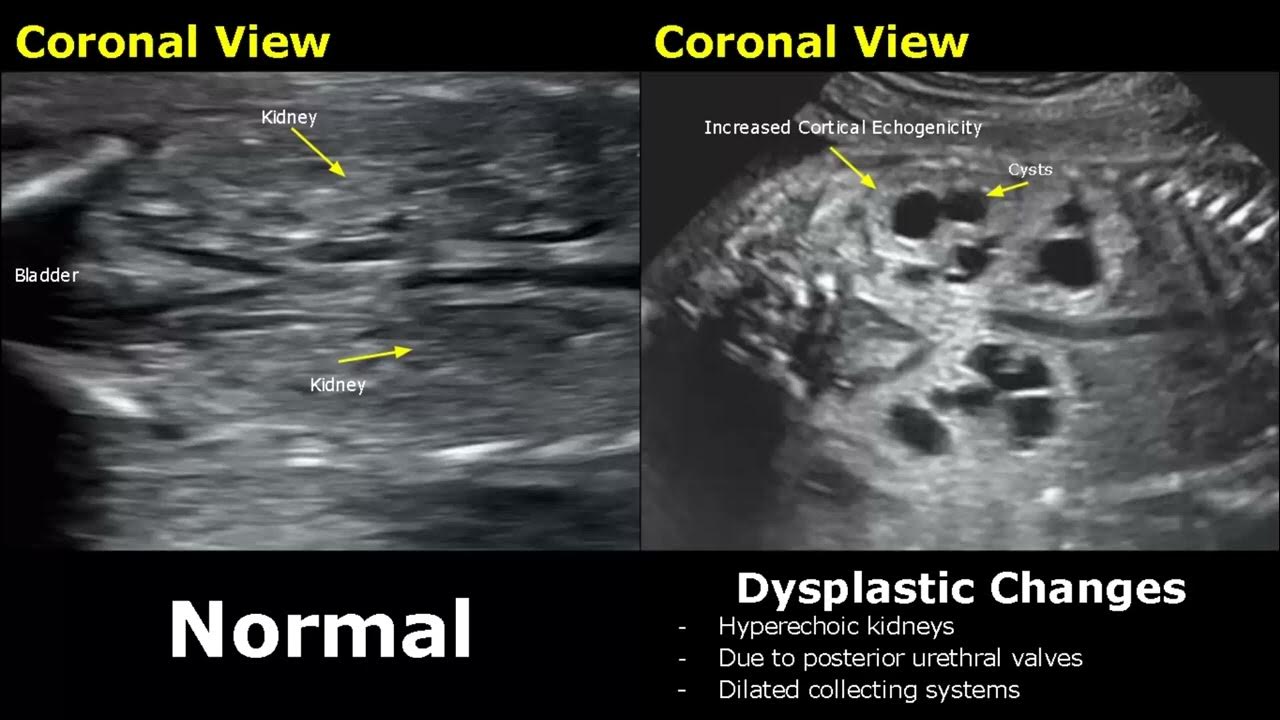 Coronal View
Kidney
Bladder
Kidney
Normal
Coronal View
Increased Cortical Echogenicity
Cysts
Dysplastic Changes
- Hyperechoic kidneys
- Due to posterior urethral valves
- Dilated collecting systems